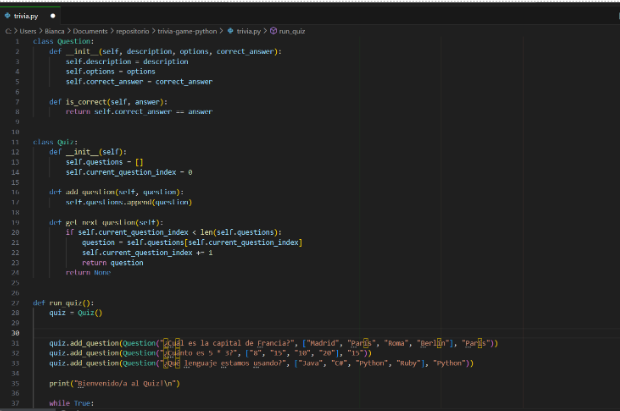 trivia.py
C: > Users > Bianca > Documents > repositorio > trivia-game-python > trivia.py > run_quiz
1 class Question:
2 def __init__(self, description, options, correct_answer):
3 self.description = description
4 self.options = options
5 self.correct_answer = correct_answer
6
7 def is_correct(self, answer):
8 return self.correct_answer == answer
9
10
11 class Quiz:
12 def __init__(self):
13 self.questions = []
14 self.current_question_index = 0
15
16 def add_question(self, question):
17 self.questions.append(question)
18
19 def get_next_question(self):
20 if self.current_question_index < len(self.questions):
21 question = self.questions[self.current_question_index]
22 self.current_question_index += 1
23 return question
24 return None
25
26
27 def run_quiz():
28 quiz = Quiz()
29
30
31 quiz.add_question(Question("¿Cuál es la capital de Francia?", ["Madrid", "París", "Roma", "Berlín"], "París"))
32 quiz.add_question(Question("¿Cuánto es 5 * 3?", ["8", "15", "10", "20"], "15"))
33 quiz.add_question(Question("¿Qué lenguaje estamos usando?", ["Java", "C#", "Python", "Ruby"], "Python"))
34
35 print("Bienvenido/a al Quiz!\n")
36
37 while True: